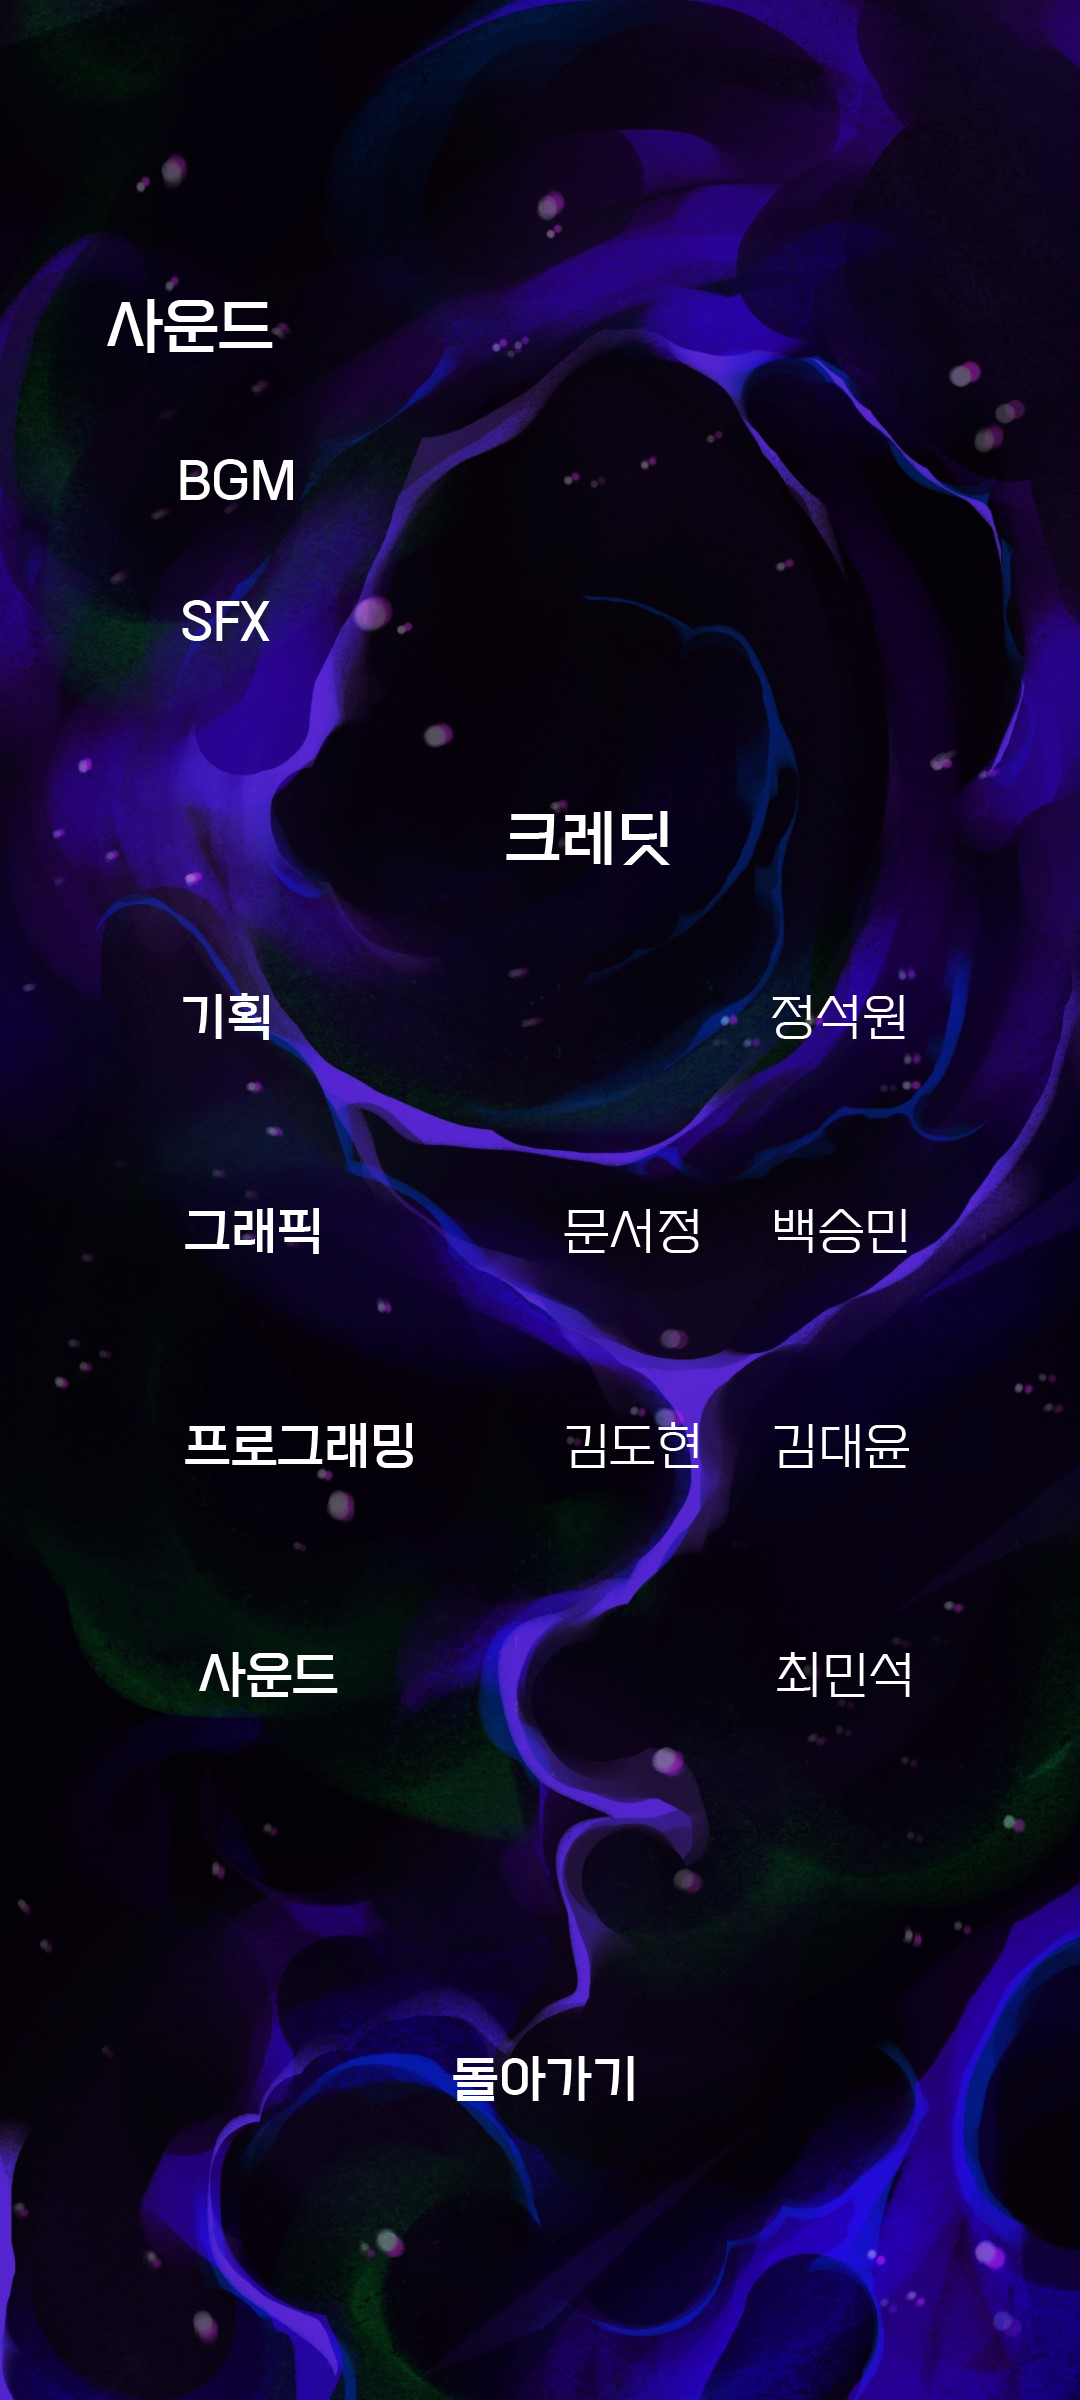 사운드
BGM
SFX
크레딧
기획 정석원
그래픽 문서정 백승민
프로그래밍 김도현 김대윤
사운드 최민석
돌아가기